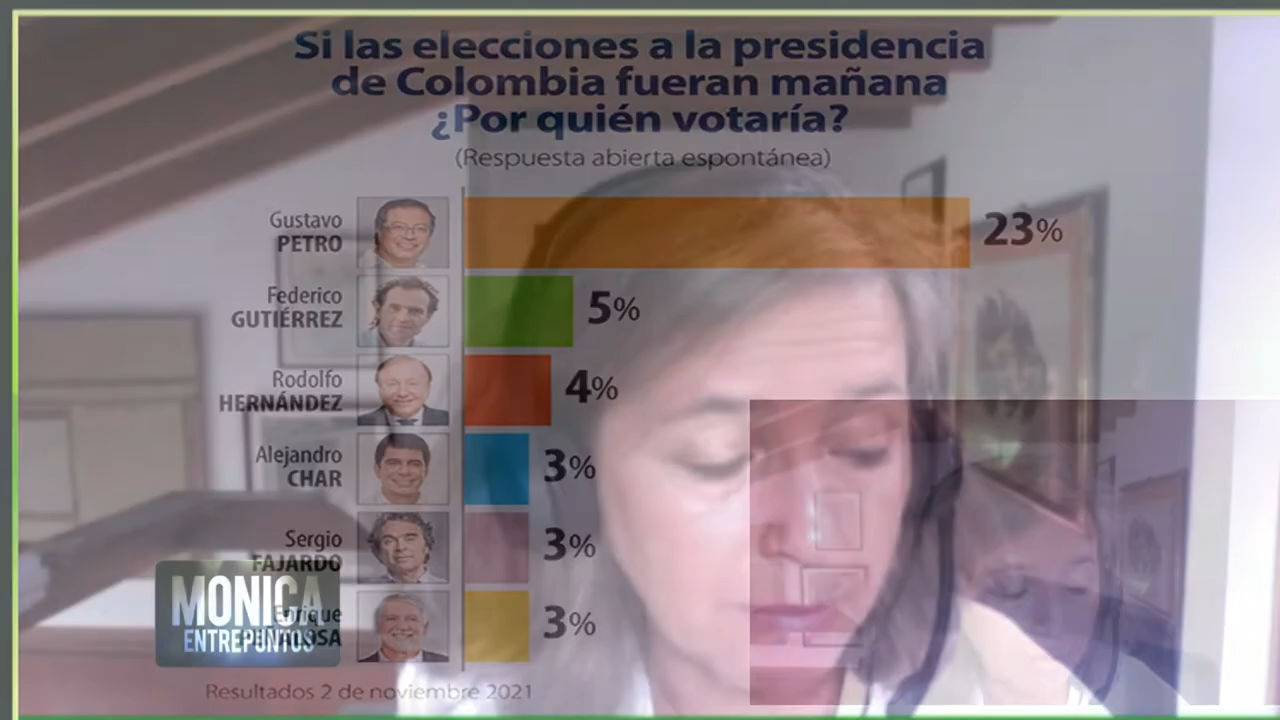 Si las elecciones a la presidencia
de Colombia fueran mañana
¿Por quién votaría?
(Respuesta abierta espontánea)
Gustavo
PETRO
23%
Federico
GUTIÉRREZ
5%
Rodolfo
HERNÁNDEZ
4%
Alejandro
CHAR
3%
Sergio
FAJARDO
3%
Enrique
PEÑALOSA
3%
MONICA
ENTREPUNTOS
Resultados 2 de noviembre 2021